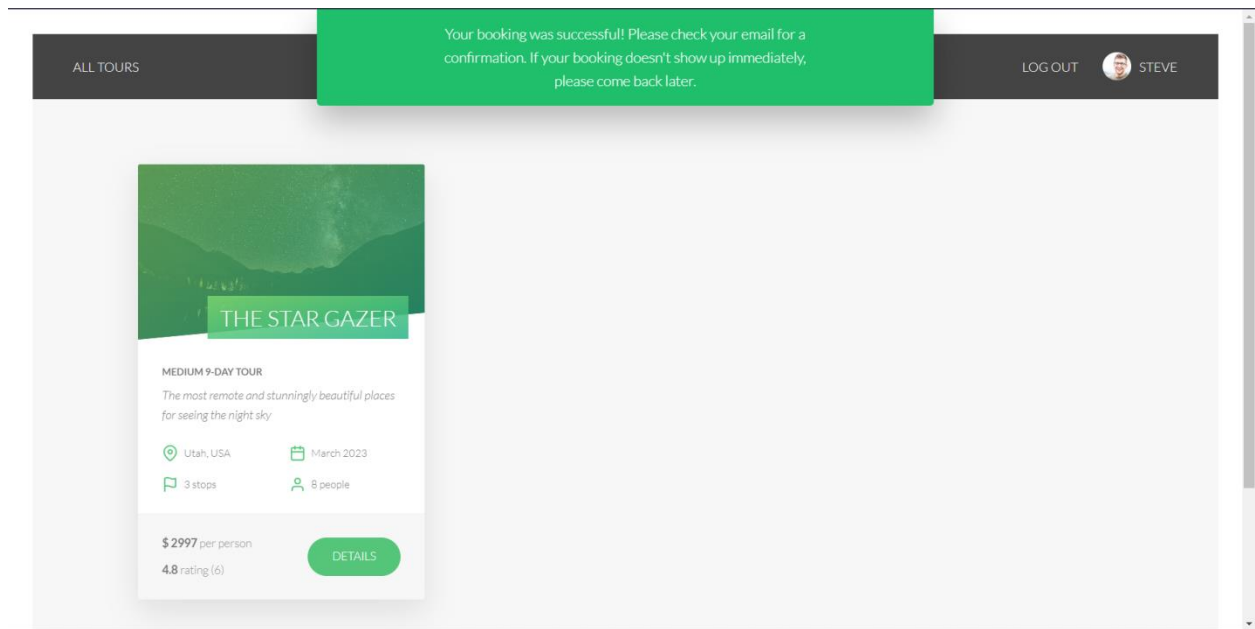 Your booking was successful! Please check your email for a
confirmation. If your booking doesn't show up immediately,
please come back later.
ALL TOURS
LOG OUT
STEVE
THE STAR GAZER
MEDIUM 9-DAY TOUR
The most remote and stunningly beautiful places
for seeing the night sky
Utah, USA
March 2023
3 stops
8 people
$ 2997 per person
4.8 rating (6)
DETAILS